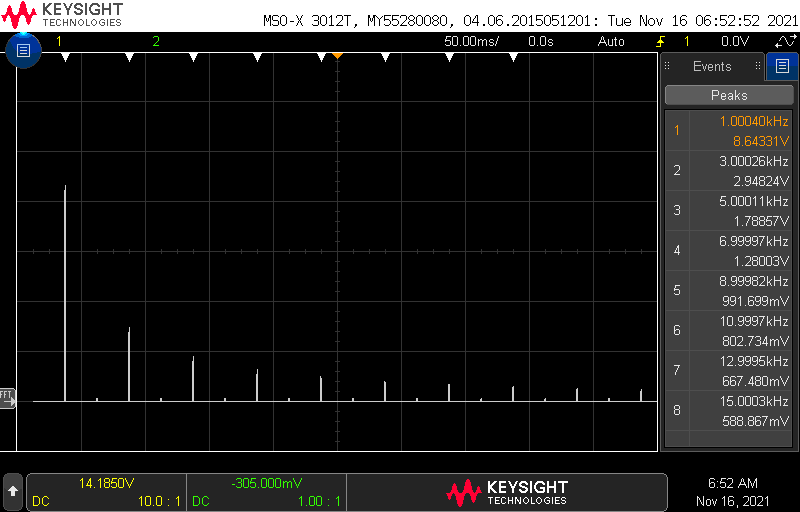 KEYSIGHT
TECHNOLOGIES
MSO-X 3012T, MY55280080, 04.06.2015051201: Tue Nov 16 06:52:52 2021
1 2 50.00ms/ 0.0s Auto 1 0.0V
Events
Peaks
1 1.00040kHz
8.64331V
2 3.00026kHz
2.94824V
3 5.00011kHz
1.78857V
4 6.99997kHz
1.28003V
5 8.99982kHz
991.699mV
6 10.9997kHz
802.734mV
7 12.9995kHz
667.480mV
8 15.0003kHz
588.867mV
FFT
14.1850V -305.000mV
DC 10.0 : 1 DC 1.00 : 1
KEYSIGHT
TECHNOLOGIES
6:52 AM
Nov 16, 2021